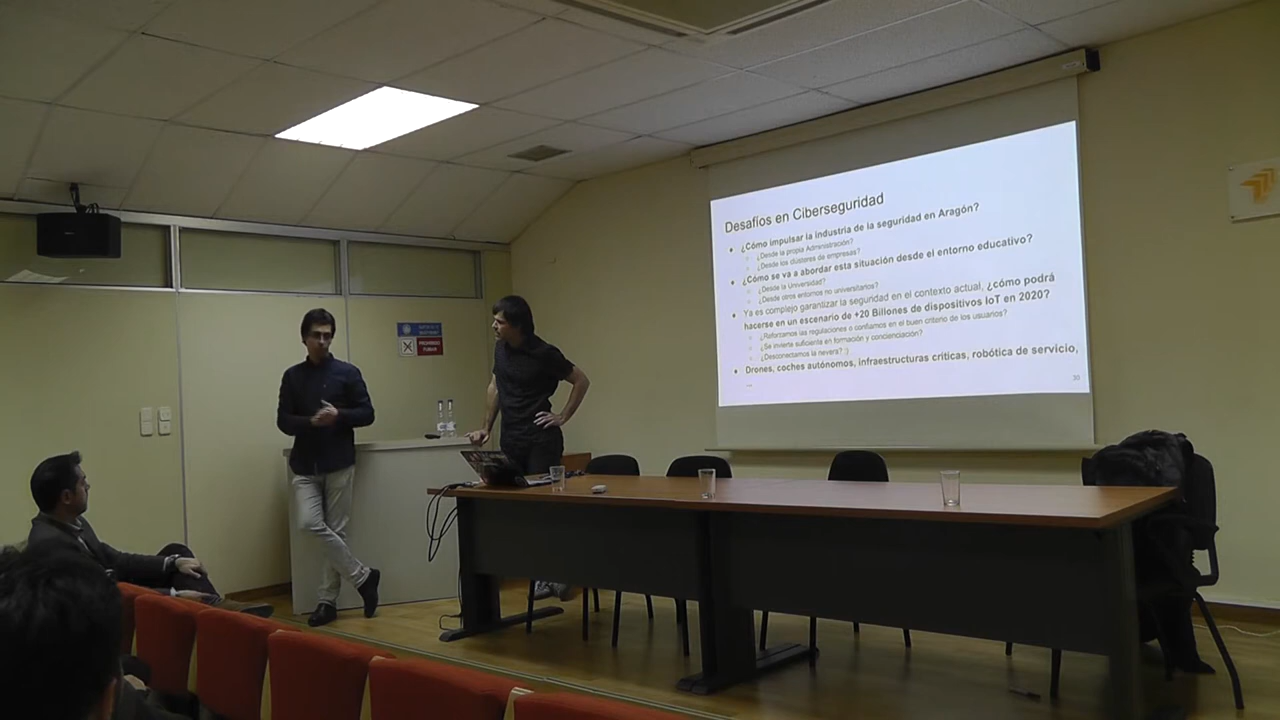 Desafíos en Ciberseguridad
¿Cómo impulsar la industria de la seguridad en Aragón?
¿Desde la propia Administración?
¿Desde los clústeres de empresas?
¿Cómo se va a abordar esta situación desde el entorno educativo?
¿Desde la Universidad?
¿Desde otros entornos no universitarios?
Ya es complejo garantizar la seguridad en el contexto actual, ¿cómo podrá
hacerse en un escenario de +20 Billones de dispositivos IoT en 2020?
¿Reforzamos las regulaciones o confiamos en el buen criterio de los usuarios?
¿Se invierte suficiente en formación y concienciación?
¿Desconectamos la nevera? :)
Drones, coches autónomos, infraestructuras críticas, robótica de servicio,
...
30
PROHIBIDO
FUMAR